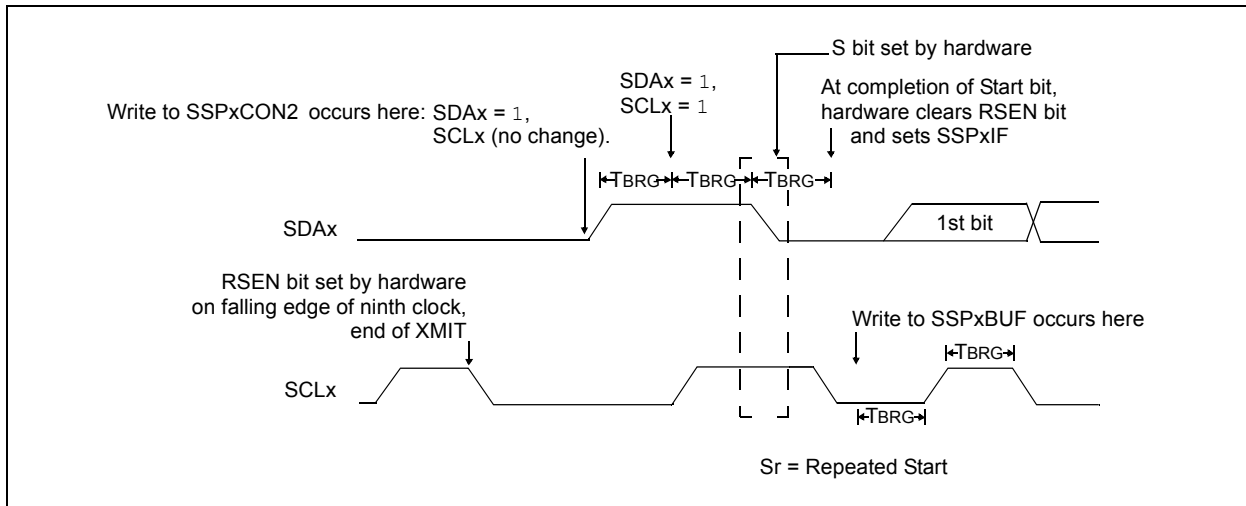 S bit set by hardware
SDAx = 1,
SCLx = 1
At completion of Start bit,
hardware clears RSEN bit
and sets SSPxIF
Write to SSPxCON2 occurs here: SDAx = 1,
SCLx (no change).
TBRG
TBRG
TBRG
SDAx
1st bit
RSEN bit set by hardware
on falling edge of ninth clock,
end of XMIT
Write to SSPxBUF occurs here
TBRG
SCLx
TBRG
Sr = Repeated Start